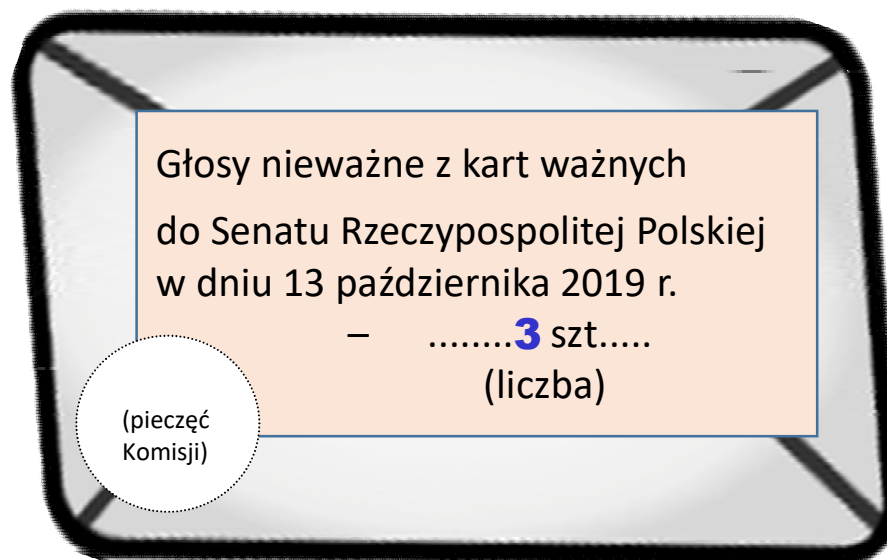 Głosy nieważne z kart ważnych
do Senatu Rzeczypospolitej Polskiej
w dniu 13 października 2019 r.
– ........3 szt.....
(liczba)
(pieczęć
Komisji)